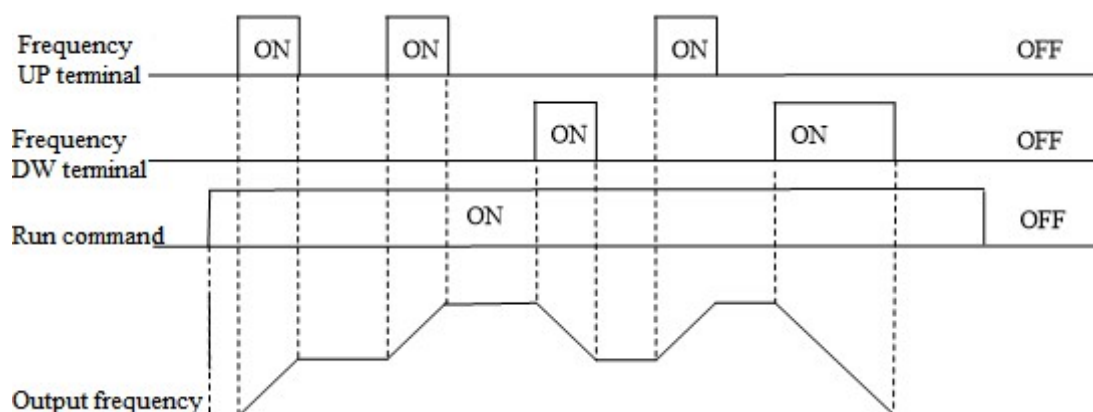 Frequency
UP terminal
ON
ON
ON
OFF
Frequency
DW terminal
ON
ON
OFF
Run command
ON
OFF
Output frequency